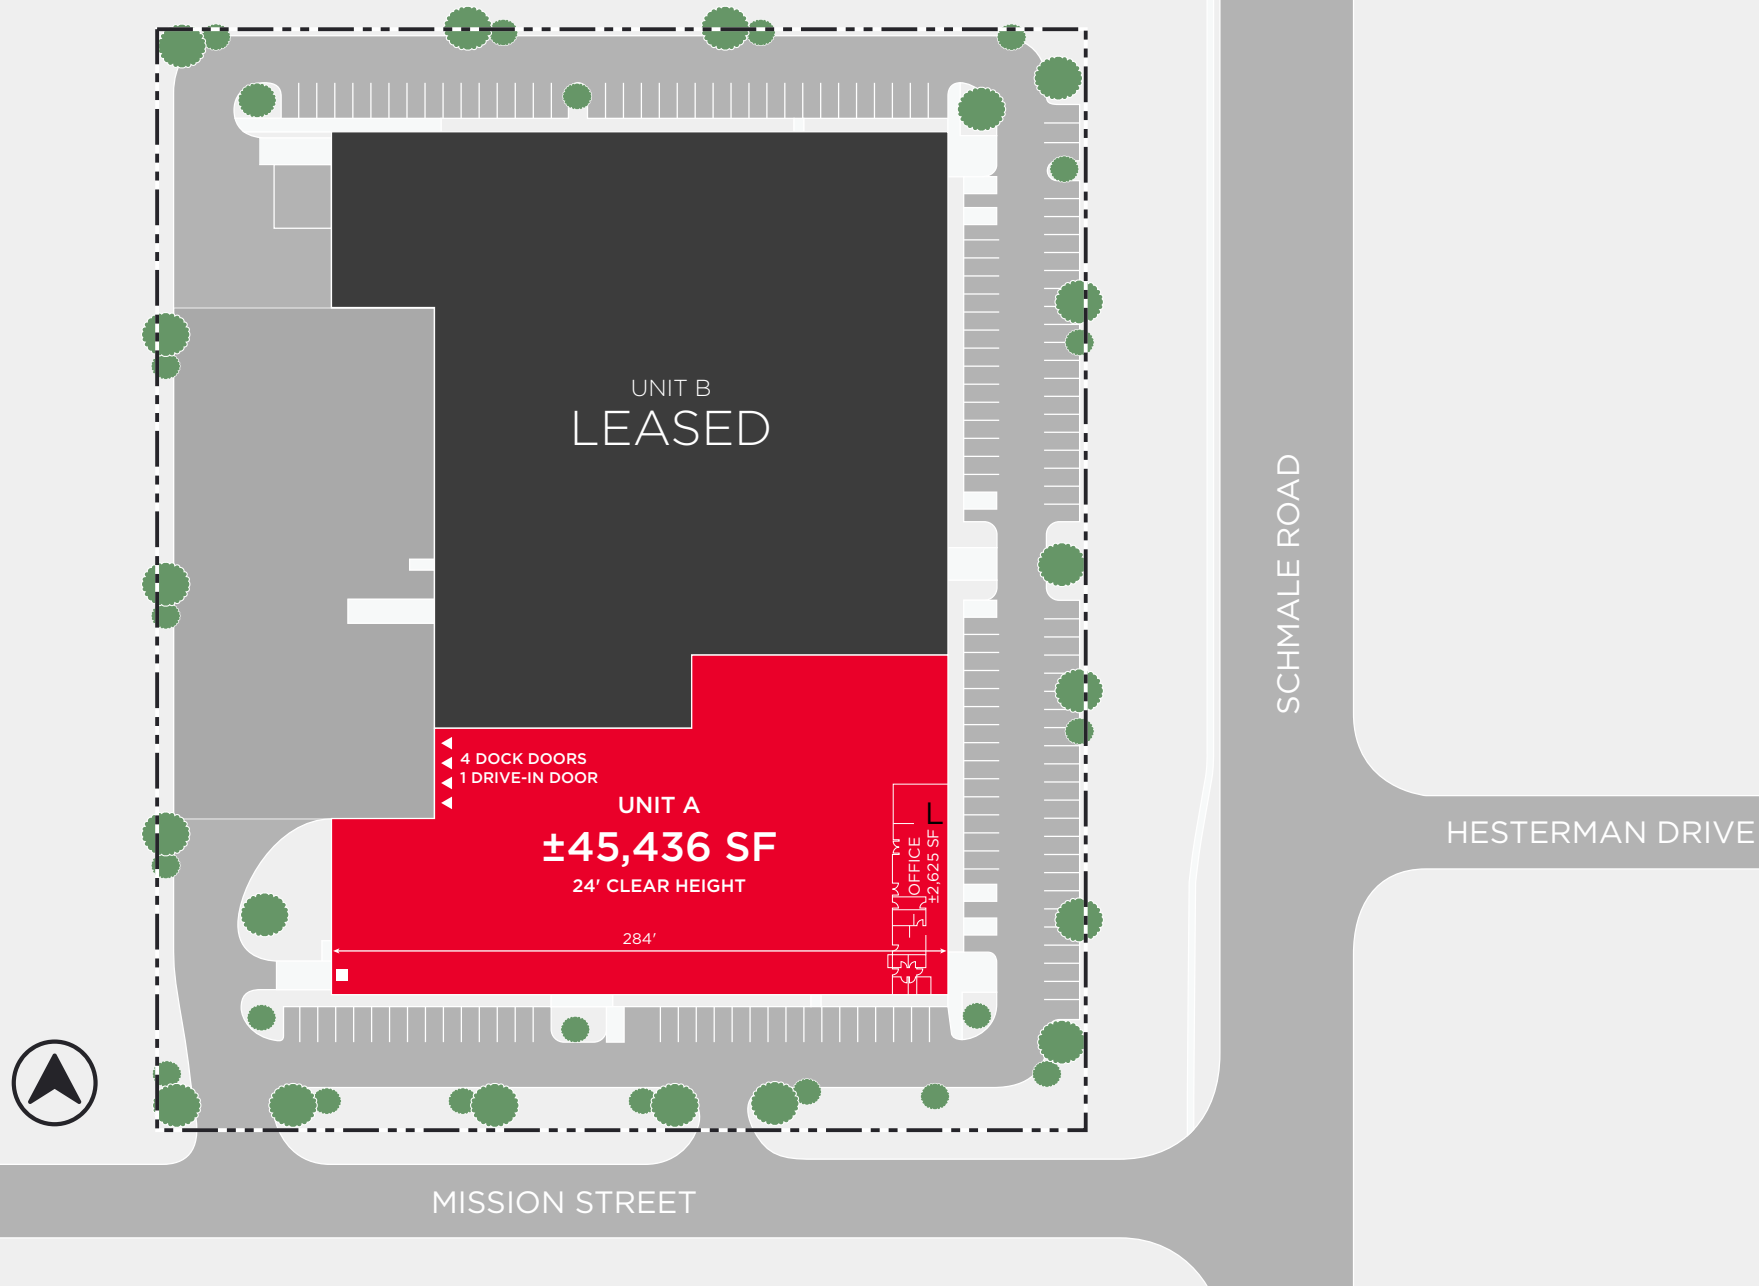 UNIT B
LEASED
4 DOCK DOORS
1 DRIVE-IN DOOR
UNIT A
±45,436 SF
24' CLEAR HEIGHT
284'
OFFICE
±2,625 SF
SCHMALE ROAD
HESTERMAN DRIVE
MISSION STREET